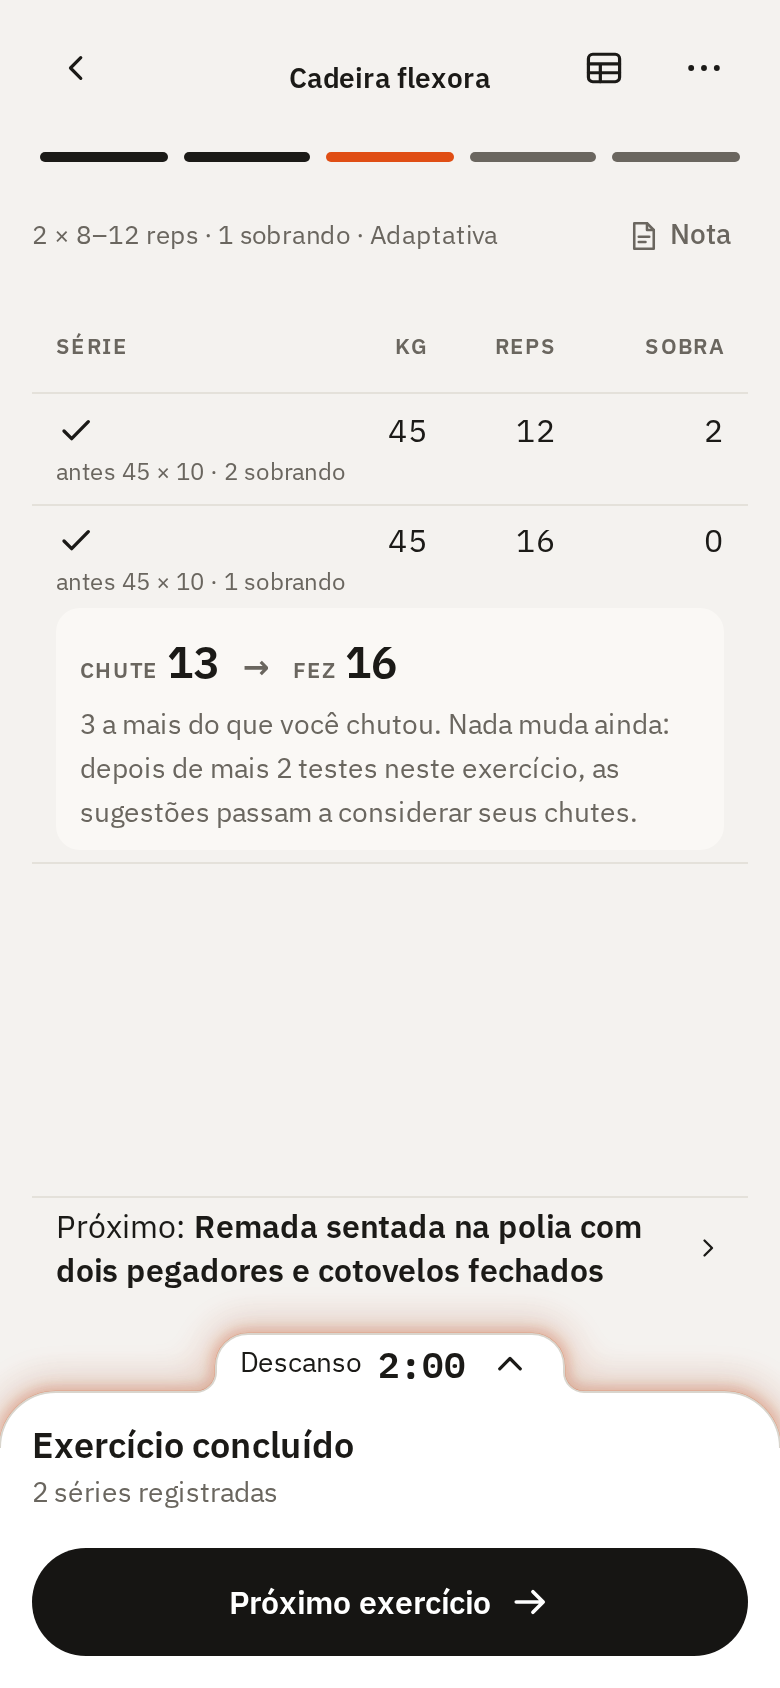 Cadeira flexora
2 × 8–12 reps · 1 sobrando · Adaptativa
Nota
SÉRIE KG REPS SOBRA
45 12 2
antes 45 × 10 · 2 sobrando
45 16 0
antes 45 × 10 · 1 sobrando
CHUTE 13 → FEZ 16
3 a mais do que você chutou. Nada muda ainda:
depois de mais 2 testes neste exercício, as
sugestões passam a considerar seus chutes.
Próximo: Remada sentada na polia com
dois pegadores e cotovelos fechados
Descanso 2:00
Exercício concluído
2 séries registradas
Próximo exercício →